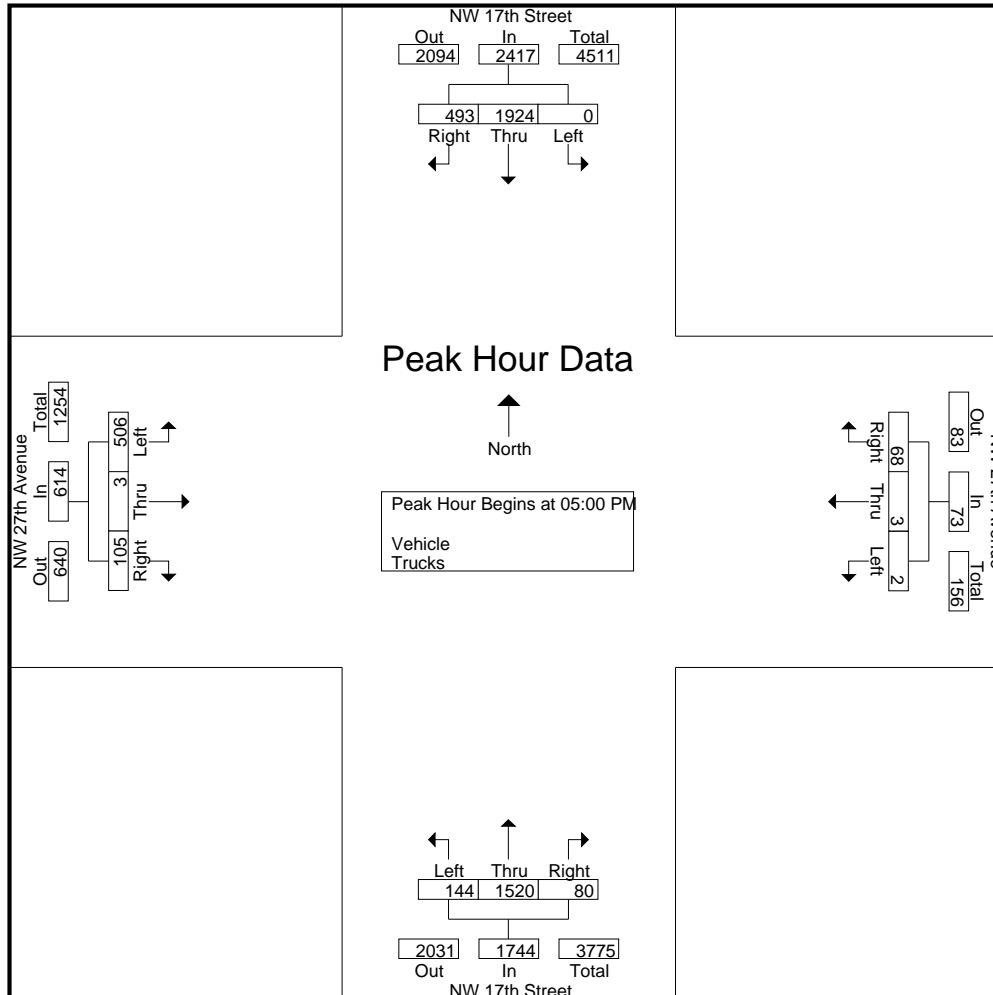 NW 17th Street
Out In Total
2094 2417 4511
493 1924 0
Right Thru Left
Peak Hour Data
North
Peak Hour Begins at 05:00 PM
Vehicle
Trucks
NW 27th Avenue
Total In Out
1254 614 640
506 3 105
Left Thru Right
Right Thru Left
68 3 2
Out In Total
83 73 156
Left Thru Right
144 1520 80
2031 1744 3775
Out In Total
NW 17th Street